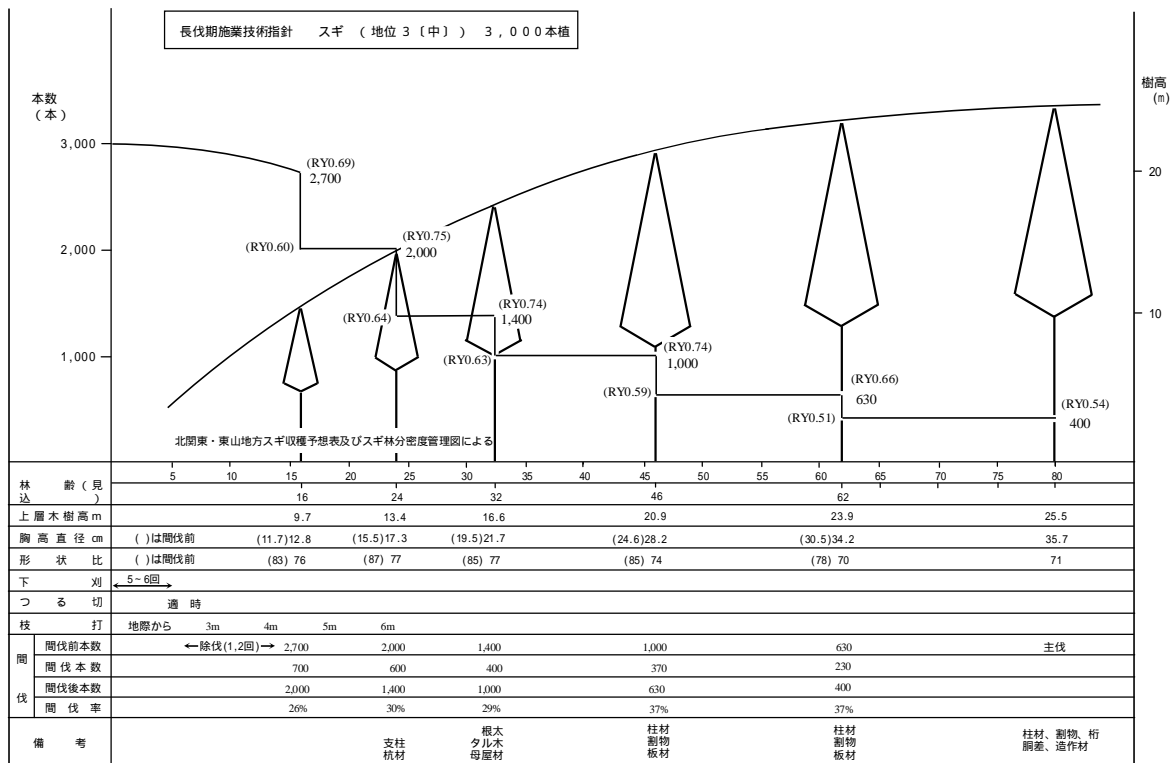 長伐期施業技術指針　スギ （地位３〔中〕） ３,０００本植
本数
（本）
樹高
(m)
3,000
2,000
1,000
20
10
(RY0.69)
2,700
(RY0.60)
(RY0.75)
2,000
(RY0.64)
(RY0.74)
1,400
(RY0.63)
(RY0.74)
1,000
(RY0.59)
(RY0.66)
630
(RY0.51)
(RY0.54)
400
北関東・東山地方スギ収穫予想表及びスギ林分密度管理図による
5 10 15 20 25 30 35 40 45 50 55 60 65 70 75 80
林齢(見込) 16 24 32 46 62
上層木樹高m 9.7 13.4 16.6 20.9 23.9 25.5
胸高直径㎝ ( )は間伐前 (11.7)12.8 (15.5)17.3 (19.5)21.7 (24.6)28.2 (30.5)34.2 35.7
形状比 ( )は間伐前 (83) 76 (87) 77 (85) 77 (85) 74 (78) 70 71
下刈 5~6回
つる切 適時
枝打 地際から 3m 4m 5m 6m
間伐
間伐前本数 ←除伐(1,2回)→ 2,700 2,000 1,400 1,000 630 主伐
間伐本数 700 600 400 370 230
間伐後本数 2,000 1,400 1,000 630 400
間伐率 26% 30% 29% 37% 37%
備考
支柱
杭材
根太
タル木
母屋材
柱材
割物
板材
柱材
割物
板材
柱材、割物、桁
胴差、造作材